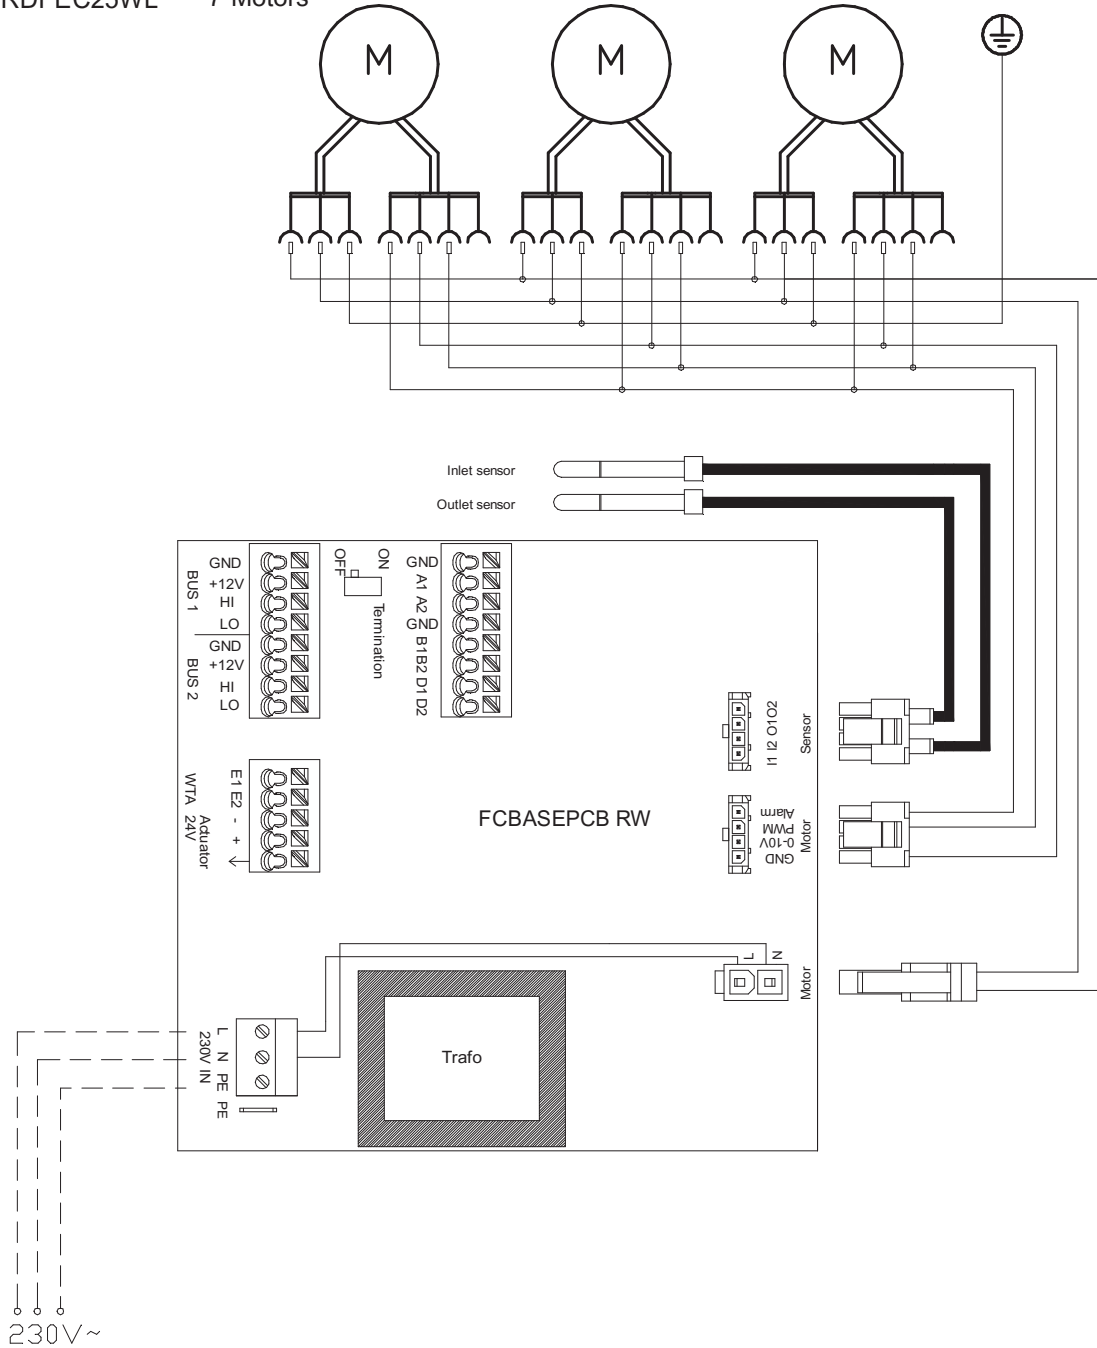 7 Motors
M M M
Inlet sensor
Outlet sensor
BUS 1
GND
+12V
HI
LO
BUS 2
GND
+12V
HI
LO
OFF
ON
Termination
GND
A1
A2
GND
B1 B2
D1 D2
I1 I2 O1 O2
Sensor
WTA
E1 E2
Actuator
24V
-
+
FCBASEPCB RW
Alarm
PWM
0-10V
GND
Motor
L
N
Motor
L
N
PE
230V IN
PE
Trafo
230V~